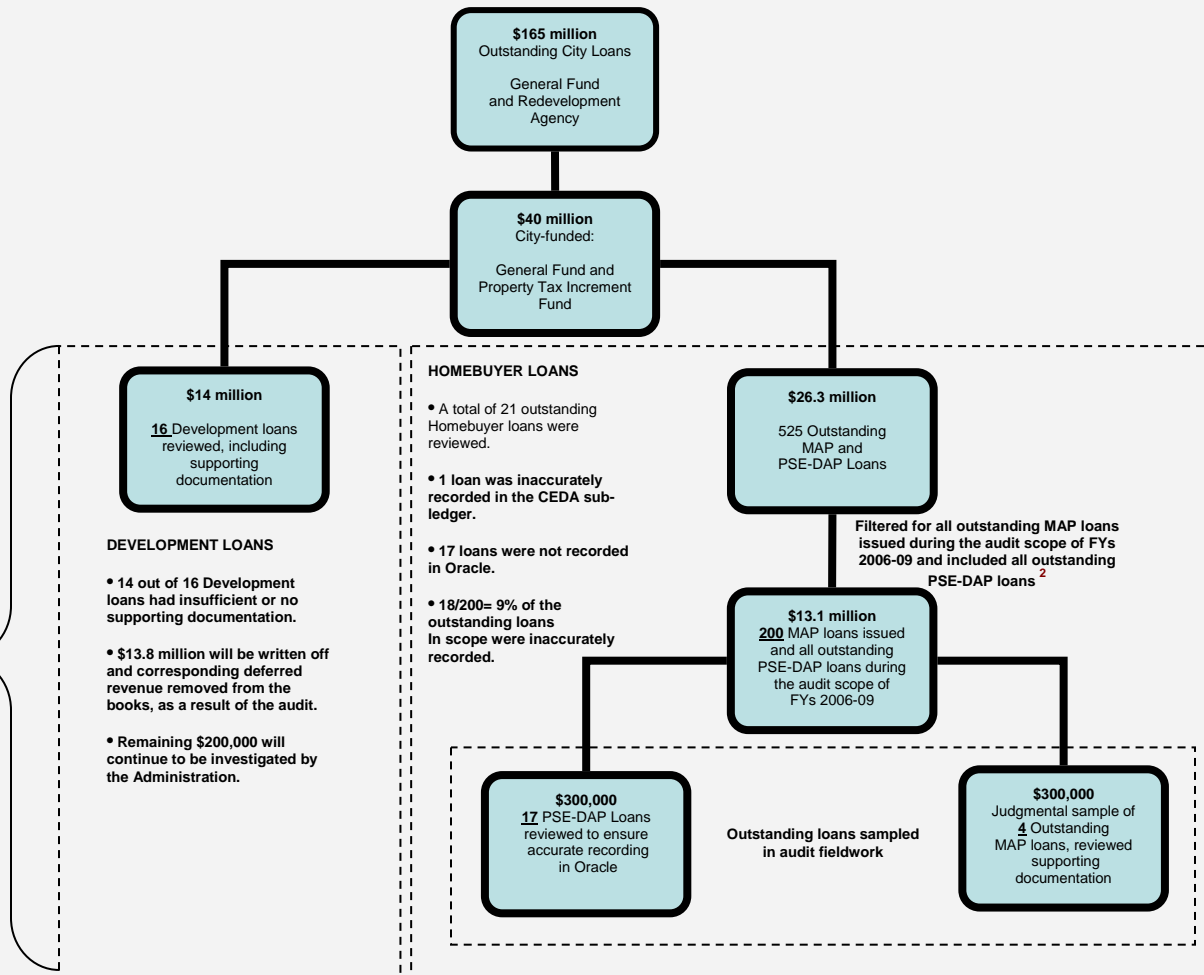 $165 million
Outstanding City Loans
General Fund
and Redevelopment
Agency
$40 million
City-funded:
General Fund and
Property Tax Increment
Fund
$14 million
16 Development loans
reviewed, including
supporting
documentation
DEVELOPMENT LOANS
• 14 out of 16 Development
loans had insufficient or no
supporting documentation.
• $13.8 million will be written off
and corresponding deferred
revenue removed from the
books, as a result of the audit.
• Remaining $200,000 will
continue to be investigated by
the Administration.
HOMEBUYER LOANS
• A total of 21 outstanding
Homebuyer loans were
reviewed.
• 1 loan was inaccurately
recorded in the CEDA sub-
ledger.
• 17 loans were not recorded
in Oracle.
• 18/200= 9% of the
outstanding loans
In scope were inaccurately
recorded.
$26.3 million
525 Outstanding
MAP and
PSE-DAP Loans
Filtered for all outstanding MAP loans
issued during the audit scope of FYs
2006-09 and included all outstanding
PSE-DAP loans 2
$13.1 million
200 MAP loans issued
and all outstanding
PSE-DAP loans during
the audit scope of
FYs 2006-09
$300,000
17 PSE-DAP Loans
reviewed to ensure
accurate recording
in Oracle
Outstanding loans sampled
in audit fieldwork
$300,000
Judgmental sample of
4 Outstanding
MAP loans, reviewed
supporting
documentation